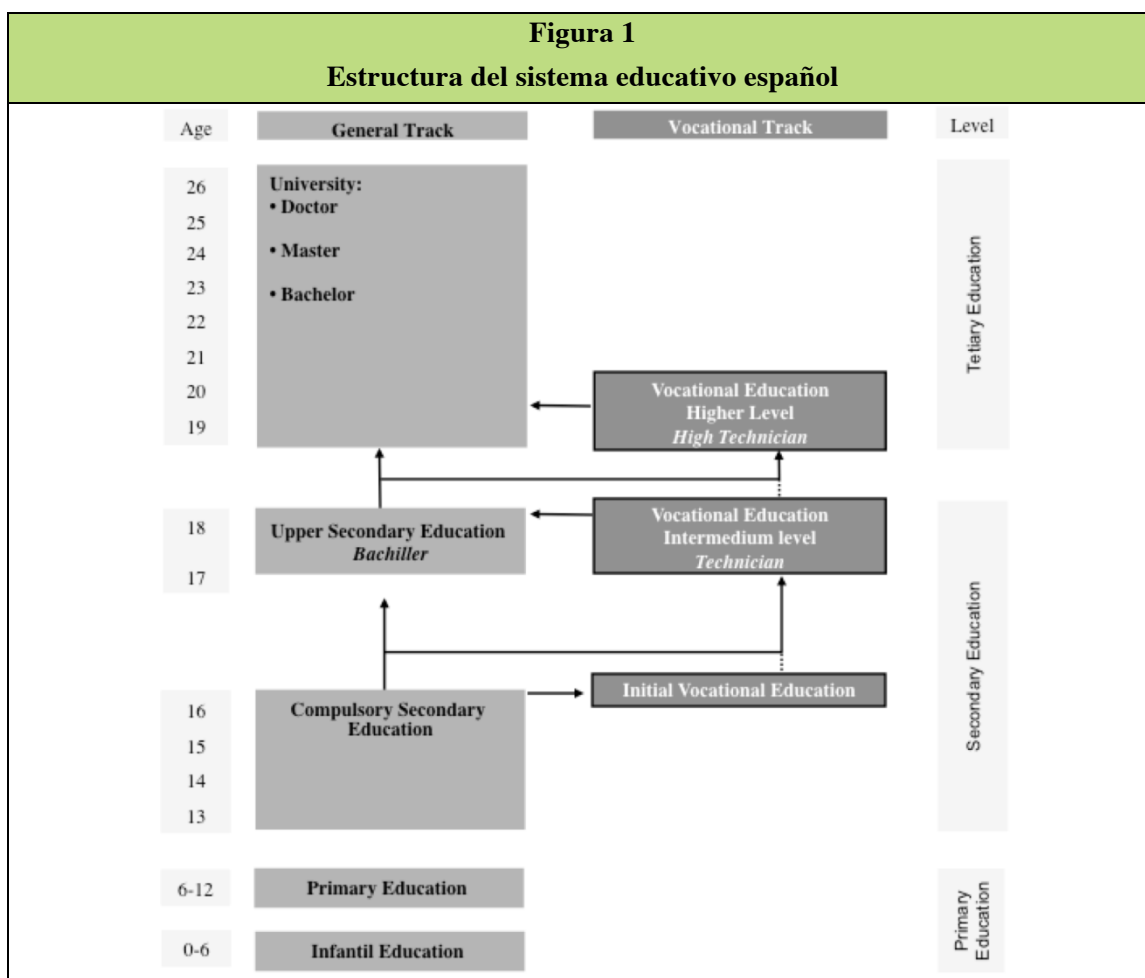 Figura 1
Estructura del sistema educativo español
Age
General Track
Vocational Track
Level
26
25
24
23
22
21
20
19
University:
• Doctor
• Master
• Bachelor
Vocational Education
Higher Level
High Technician
Tetiary Education
18
17
Upper Secondary Education
Bachiller
Vocational Education
Intermedium level
Technician
16
15
14
13
Compulsory Secondary
Education
Initial Vocational Education
Secondary Education
6-12
Primary Education
0-6
Infantil Education
Primary
Education